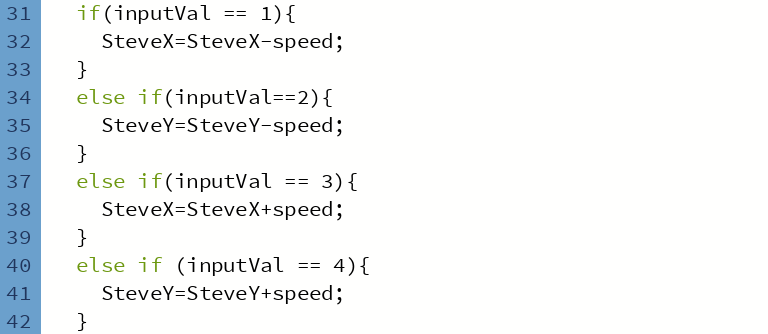 31 if(inputVal == 1){
32 SteveX=SteveX-speed;
33 }
34 else if(inputVal==2){
35 SteveY=SteveY-speed;
36 }
37 else if(inputVal == 3){
38 SteveX=SteveX+speed;
39 }
40 else if (inputVal == 4){
41 SteveY=SteveY+speed;
42 }